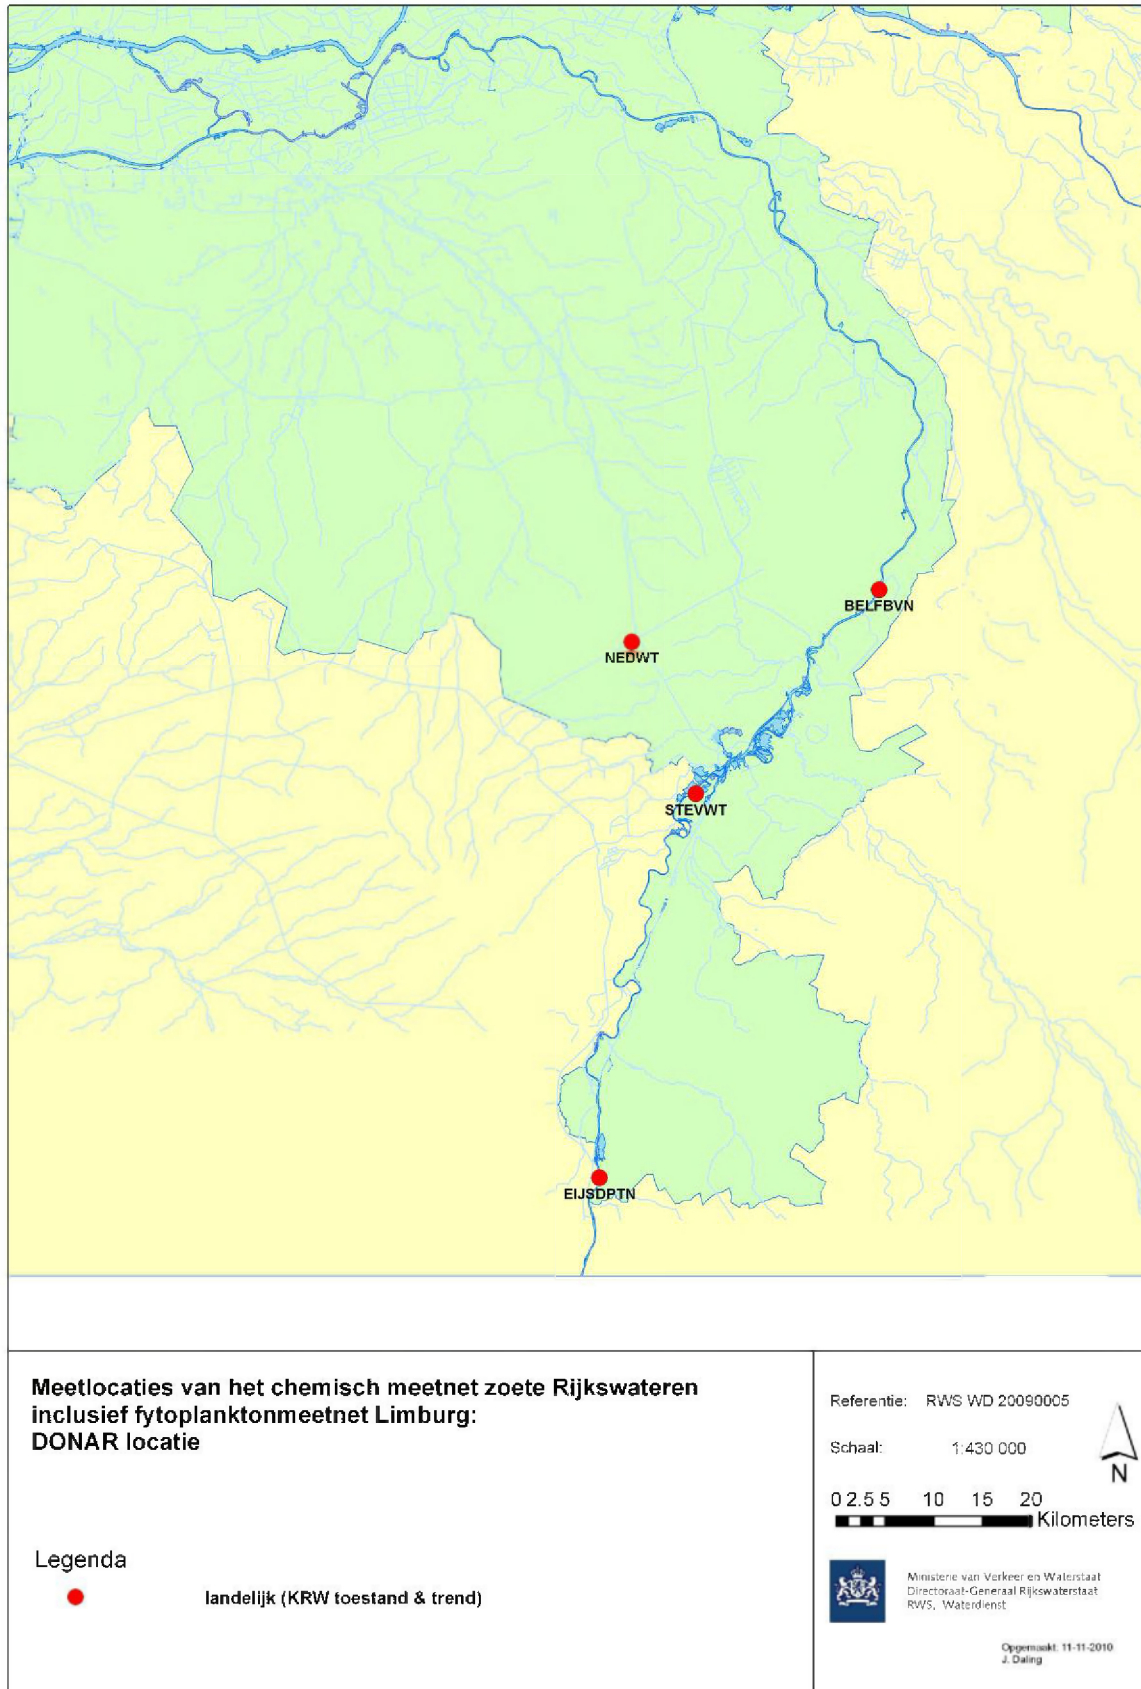 BELFBVN
NEDWT
STEVWT
EIJSDPTN
Meetlocaties van het chemisch meetnet zoete Rijkswateren
inclusief fytoplanktonmeetnet Limburg:
DONAR locatie
Legenda
landelijk (KRW toestand & trend)
Referentie: RWS WD 20090005
Schaal: 1:430 000
N
0 2.5 5 10 15 20
Kilometers
Ministerie van Verkeer en Waterstaat
Directoraat-Generaal Rijkswaterstaat
RWS, Waterdienst
Opgemaakt: 11-11-2010
J. Daling